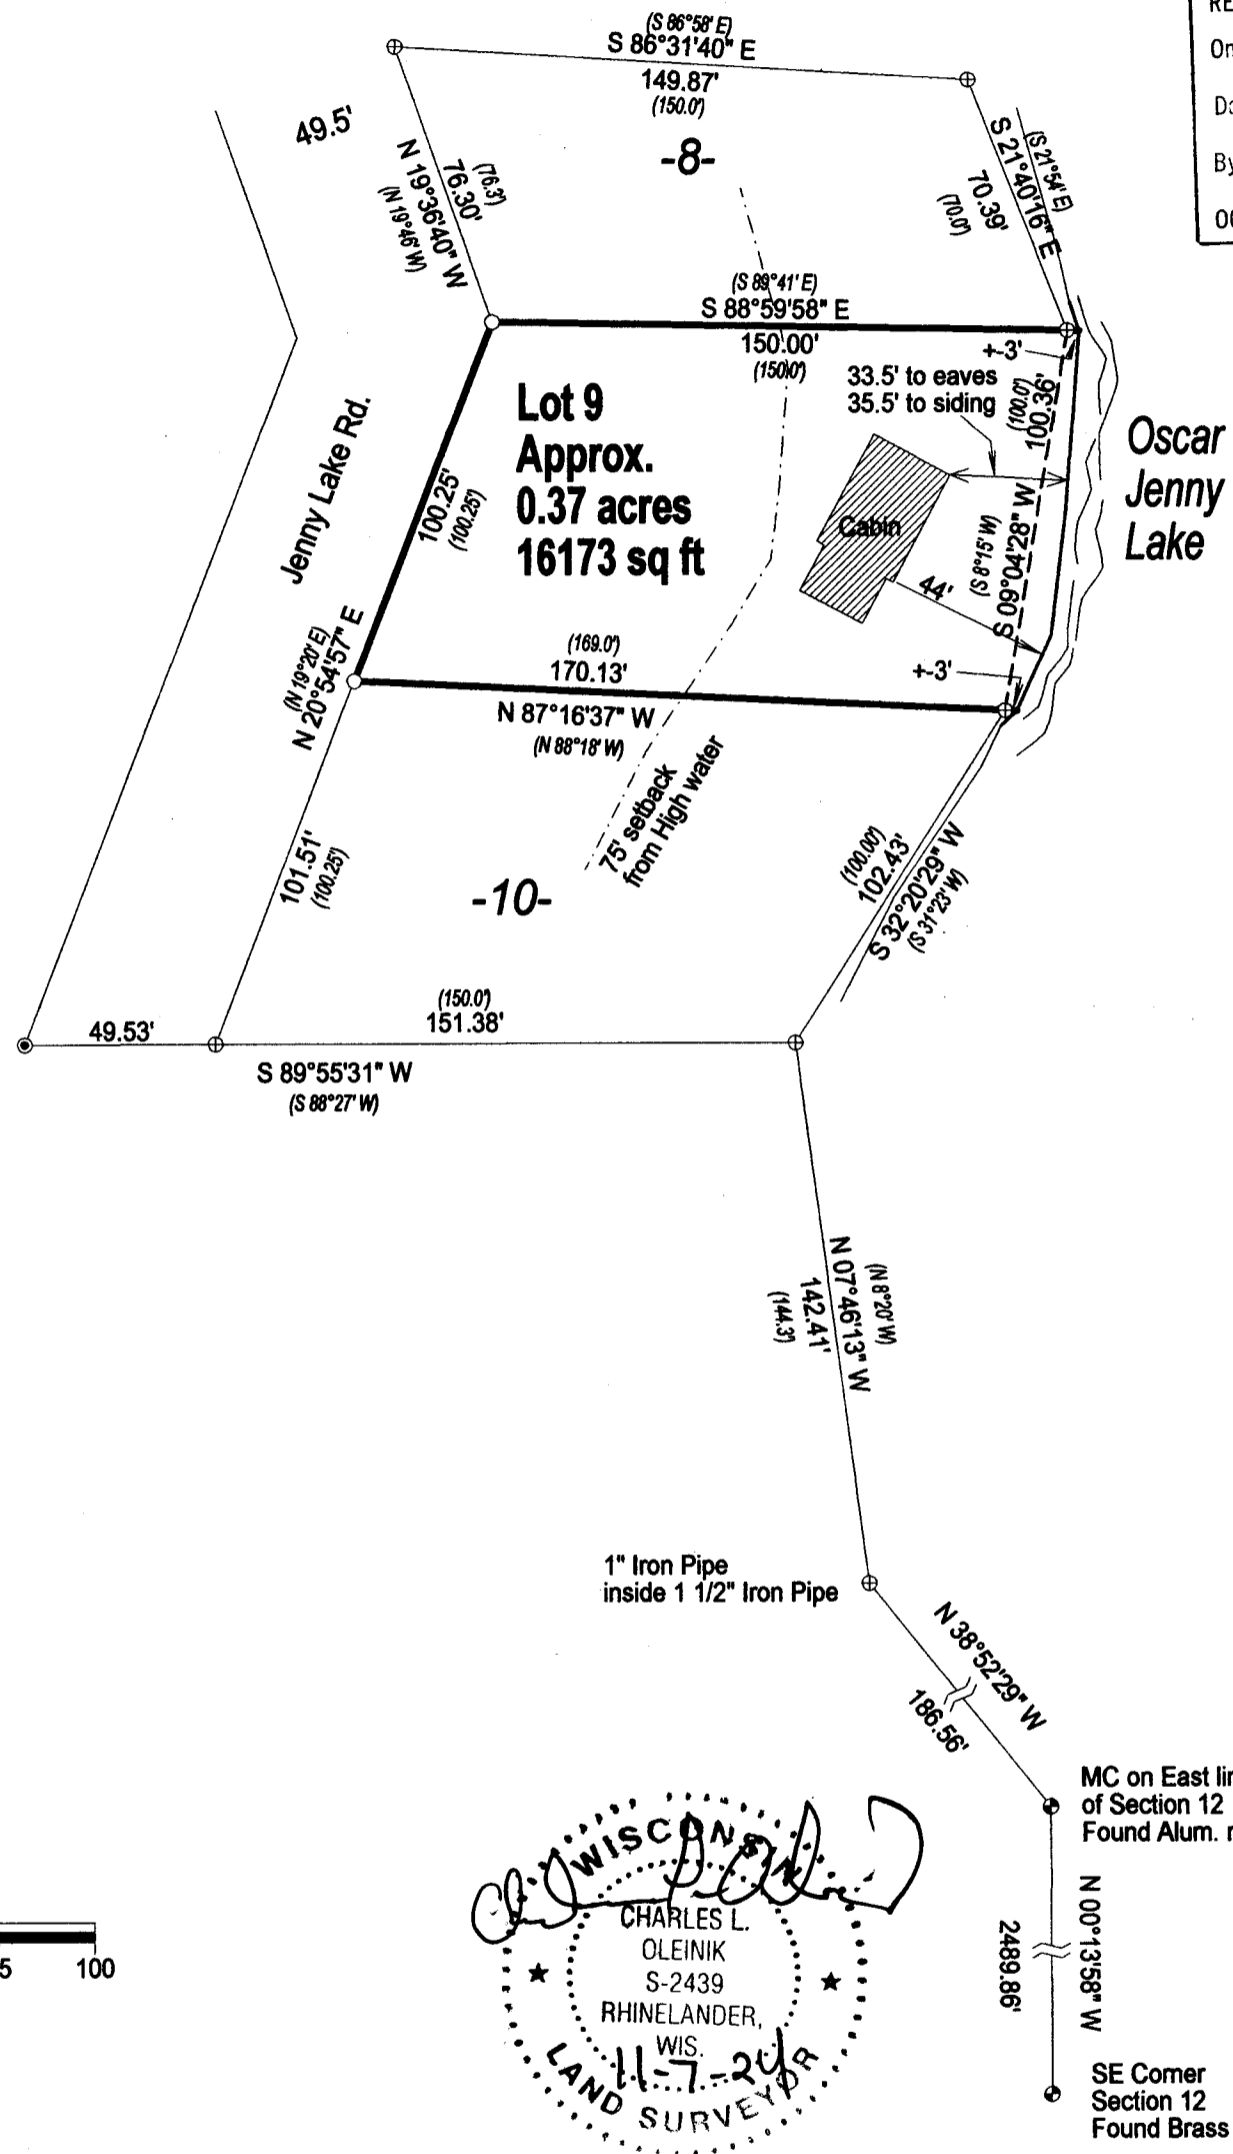 RE
On
Da
By
(S 86°58' E)
S 86°31'40" E
149.87'
(150.0')
49.5'
-8-
N 19°36'40" W
(N 19°46' W)
76.30'
(76.3')
(S 21°54' E)
S 21°40'16" E
70.39'
(70.0')
(S 89°41' E)
S 88°59'58" E
150.00'
(150.0')
+-3'
33.5' to eaves
35.5' to siding
(100.0')
100.36'
Lot 9
Approx.
0.37 acres
16173 sq ft
Oscar
Jenny
Lake
Jenny Lake Rd.
100.25'
(100.25')
Cabin
44'
(S 8°15' W)
S 09°04'28" W
(N 19°20' E)
N 20°54'57" E
(169.0')
170.13'
+-3'
N 87°16'37" W
(N 88°18' W)
75' setback
from High water
101.51'
(100.25')
-10-
(100.00')
102.43'
S 32°20'29" W
(S 31°23' W)
49.53'
(150.0')
151.38'
S 89°55'31" W
(S 88°27' W)
(N 8°20' W)
N 07°46'13" W
142.41'
(144.3')
1" Iron Pipe
inside 1 1/2" Iron Pipe
N 38°52'29" W
186.56'
MC on East lin
of Section 12
Found Alum. r
N 00°13'58" W
2489.86'
SE Corner
Section 12
Found Brass
5 100
WISCONSIN
CHARLES L.
OLEINIK
S-2439
RHINELANDER,
WIS.
11-7-24
LAND SURVEYOR